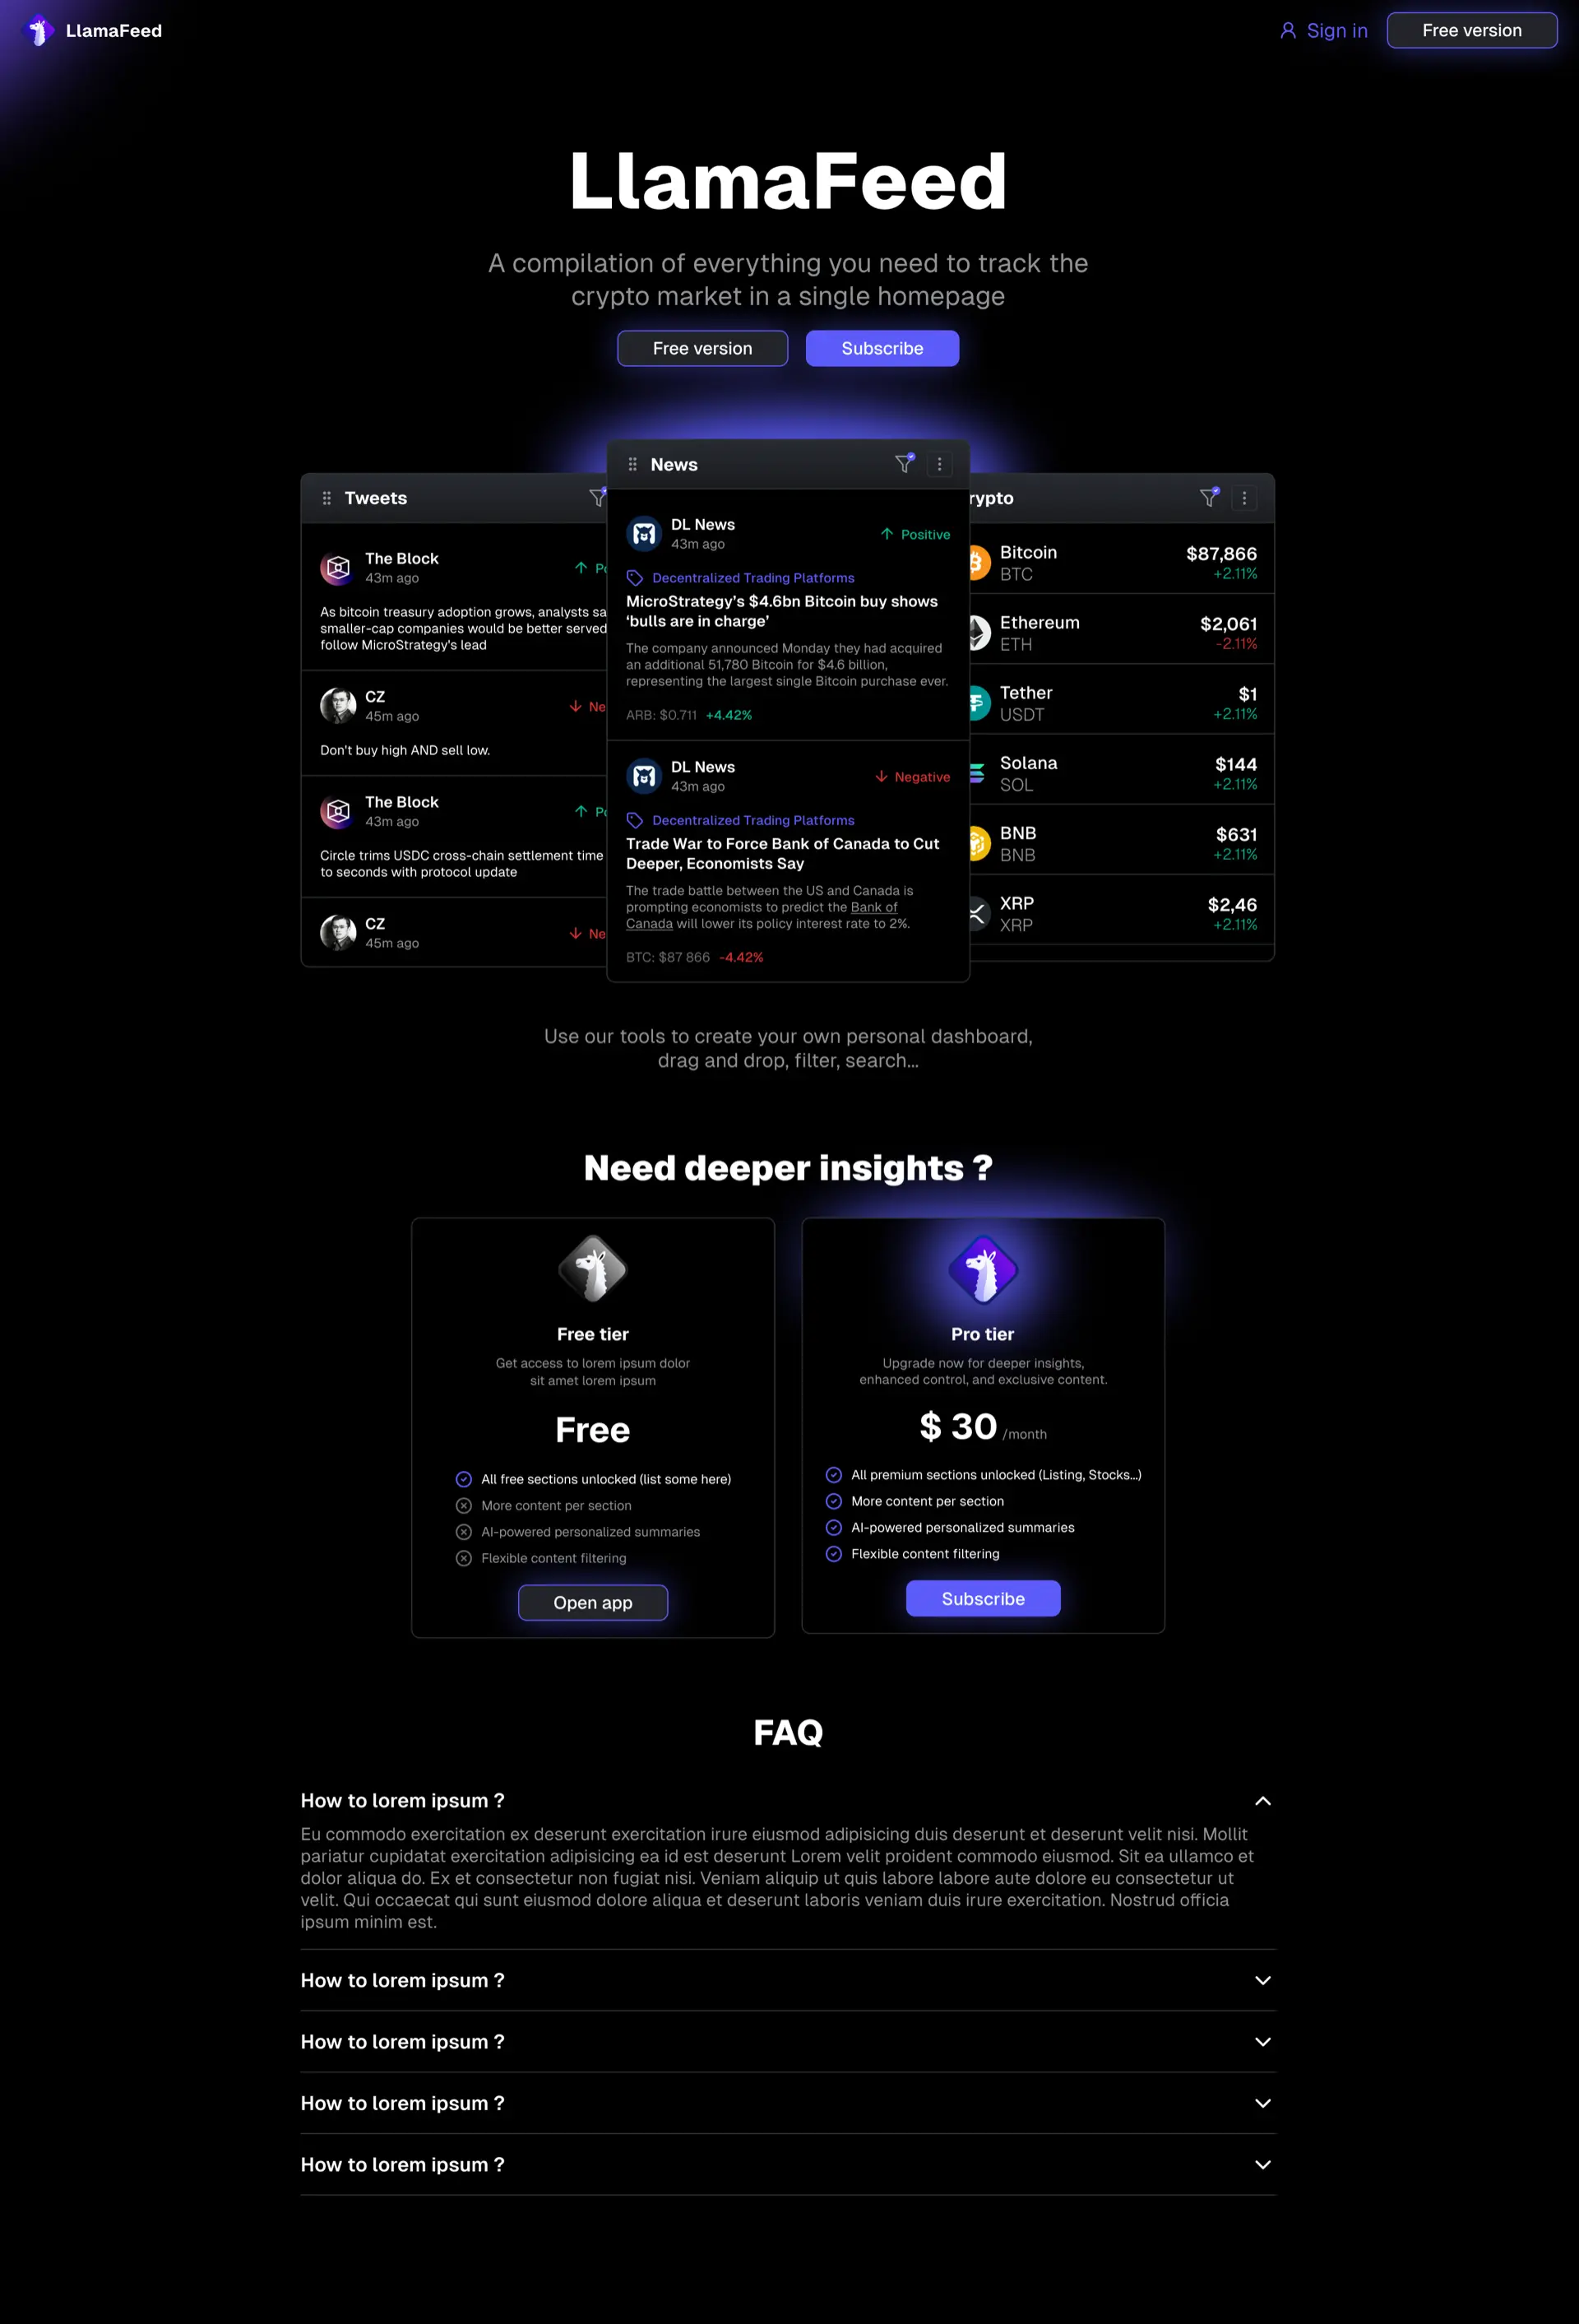 LlamaFeed
Sign in
Free version
LlamaFeed
A compilation of everything you need to track the
crypto market in a single homepage
Free version
Subscribe
Tweets
The Block
43m ago
Po
As bitcoin treasury adoption grows, analysts sa
smaller-cap companies would be better served
follow MicroStrategy's lead
CZ
45m ago
Ne
Don't buy high AND sell low.
The Block
43m ago
Po
Circle trims USDC cross-chain settlement time
to seconds with protocol update
CZ
45m ago
Ne
News
DL News
43m ago
Positive
Decentralized Trading Platforms
MicroStrategy’s $4.6bn Bitcoin buy shows
‘bulls are in charge’
The company announced Monday they had acquired
an additional 51,780 Bitcoin for $4.6 billion,
representing the largest single Bitcoin purchase ever.
ARB: $0.711 +4.42%
DL News
43m ago
Negative
Decentralized Trading Platforms
Trade War to Force Bank of Canada to Cut
Deeper, Economists Say
The trade battle between the US and Canada is
prompting economists to predict the Bank of
Canada will lower its policy interest rate to 2%.
BTC: $87 866 -4.42%
rypto
Bitcoin
BTC
$87,866
+2.11%
Ethereum
ETH
$2,061
-2.11%
Tether
USDT
$1
+2.11%
Solana
SOL
$144
+2.11%
BNB
BNB
$631
+2.11%
XRP
XRP
$2,46
+2.11%
Use our tools to create your own personal dashboard,
drag and drop, filter, search...
Need deeper insights ?
Free tier
Get access to lorem ipsum dolor
sit amet lorem ipsum
Free
All free sections unlocked (list some here)
More content per section
AI-powered personalized summaries
Flexible content filtering
Open app
Pro tier
Upgrade now for deeper insights,
enhanced control, and exclusive content.
$ 30 /month
All premium sections unlocked (Listing, Stocks...)
More content per section
AI-powered personalized summaries
Flexible content filtering
Subscribe
FAQ
How to lorem ipsum ?
Eu commodo exercitation ex deserunt exercitation irure eiusmod adipisicing duis deserunt et deserunt velit nisi. Mollit
pariatur cupidatat exercitation adipisicing ea id est deserunt Lorem velit proident commodo eiusmod. Sit ea ullamco et
dolor aliqua do. Ex et consectetur non fugiat nisi. Veniam aliquip ut quis labore labore aute dolore eu consectetur ut
velit. Qui occaecat qui sunt eiusmod dolore aliqua et deserunt laboris veniam duis irure exercitation. Nostrud officia
ipsum minim est.
How to lorem ipsum ?
How to lorem ipsum ?
How to lorem ipsum ?
How to lorem ipsum ?